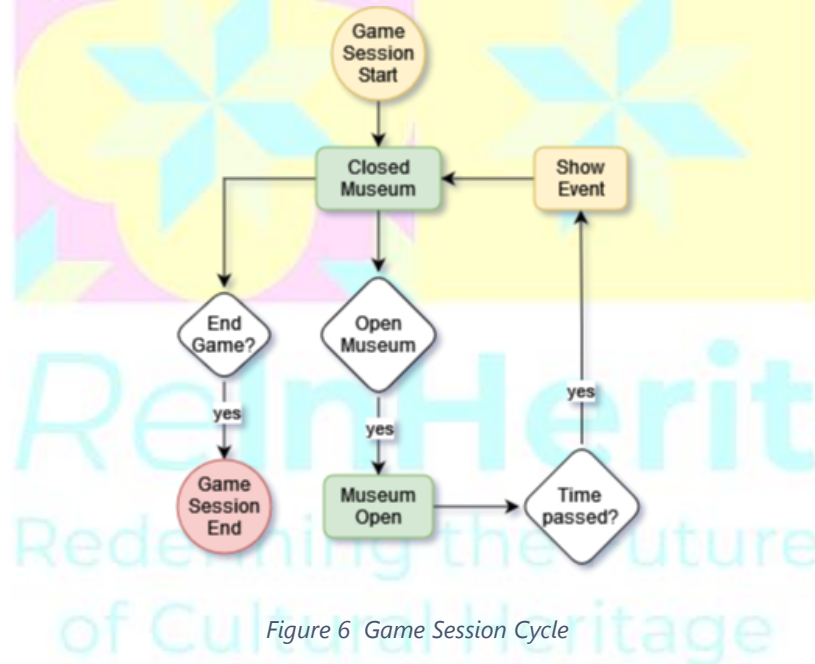 Game
Session
Start
Closed
Museum
Show
Event
End
Game?
Open
Museum
yes
yes
yes
Game
Session
End
Museum
Open
Time
passed?
ReInHerit
Redefining the Future
of Cultural Heritage
Figure 6 Game Session Cycle